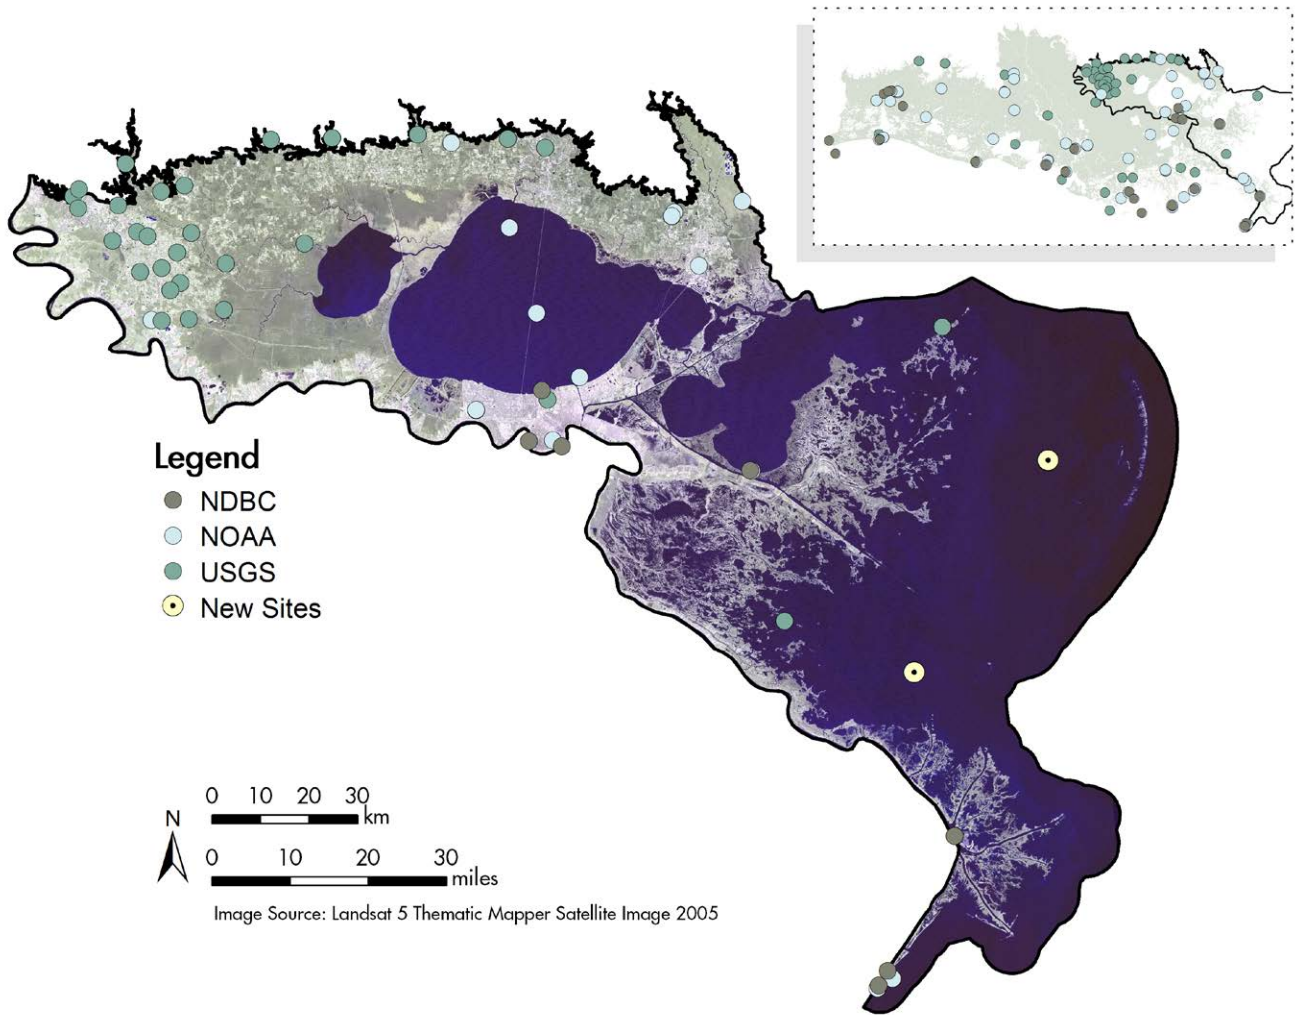 Legend
NDBC
NOAA
USGS
New Sites
N
0 10 20 30
km
0 10 20 30
miles
Image Source: Landsat 5 Thematic Mapper Satellite Image 2005